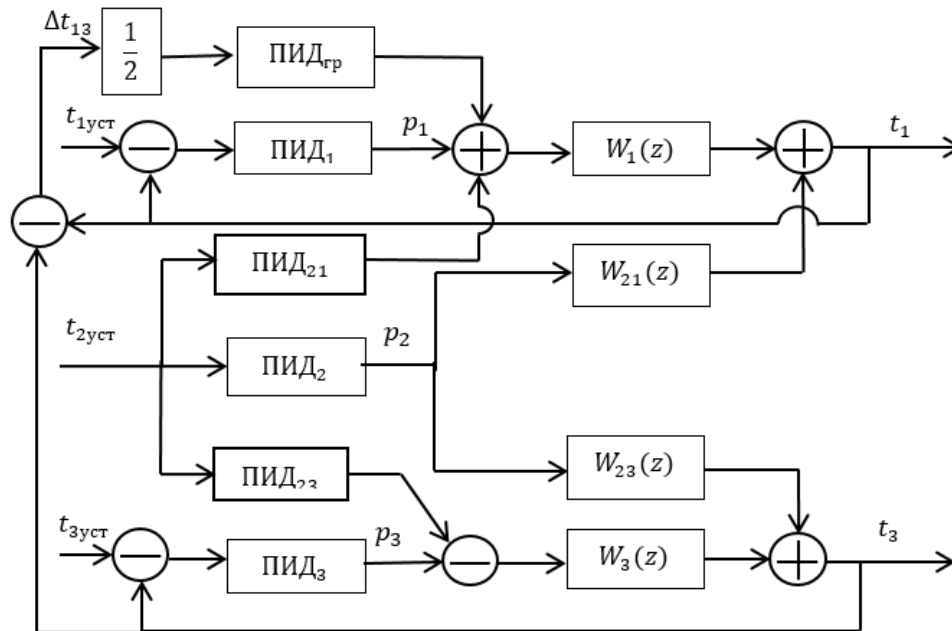 Δt₁₃
1/2
ПИД_гр
t₁уст
−
ПИД₁
p₁
+
W₁(z)
+
t₁
−
ПИД₂₁
W₂₁(z)
t₂уст
ПИД₂
p₂
ПИД₂₃
W₂₃(z)
t₃уст
−
ПИД₃
p₃
−
W₃(z)
+
t₃